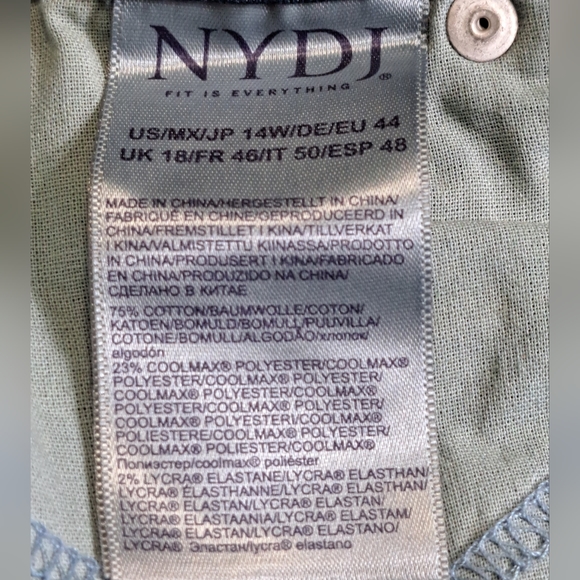 NYDJ®
FIT IS EVERYTHING
US/MX/JP 14W/DE/EU 44
UK 18/FR 46/IT 50/ESP 48
MADE IN CHINA/HERGESTELLT IN CHINA/
FABRIQUÉ EN CHINE/GEPRODUCEERD IN
CHINA/FREMSTILLET I KINA/TILLVERKAT
I KINA/VALMISTETTU KIINASSA/PRODOTTO
IN CHINA/PRODUSERT I KINA/FABRICADO
EN CHINA/PRODUZIDO NA CHINA/
СДЕЛАНО В КИТАЕ
75% COTTON/BAUMWOLLE/COTON/
KATOEN/BOMULD/BOMULL/PUUVILLA/
COTONE/BOMULL/ALGODÃO/хлопок/
algodón
23% COOLMAX® POLYESTER/COOLMAX®
POLYESTER/COOLMAX® POLYESTER/
COOLMAX® POLYESTER/COOLMAX®
POLYESTER/COOLMAX® POLYESTER/
COOLMAX® POLYESTERI/COOLMAX®
POLIESTERE/COOLMAX® POLYESTER/
COOLMAX® POLIÉSTER/COOLMAX®
Полиэстер/coolmax® poliéster
2% LYCRA® ELASTANE/LYCRA® ELASTHAN/
LYCRA® ÉLASTHANNE/LYCRA® ELASTHAN/
LYCRA® ELASTAN/LYCRA® ELASTAN/
LYCRA® ELASTAANIA/LYCRA® ELASTAM/
LYCRA® ELASTAN/LYCRA® ELASTANO/
LYCRA® Эластан/lycra® elastano